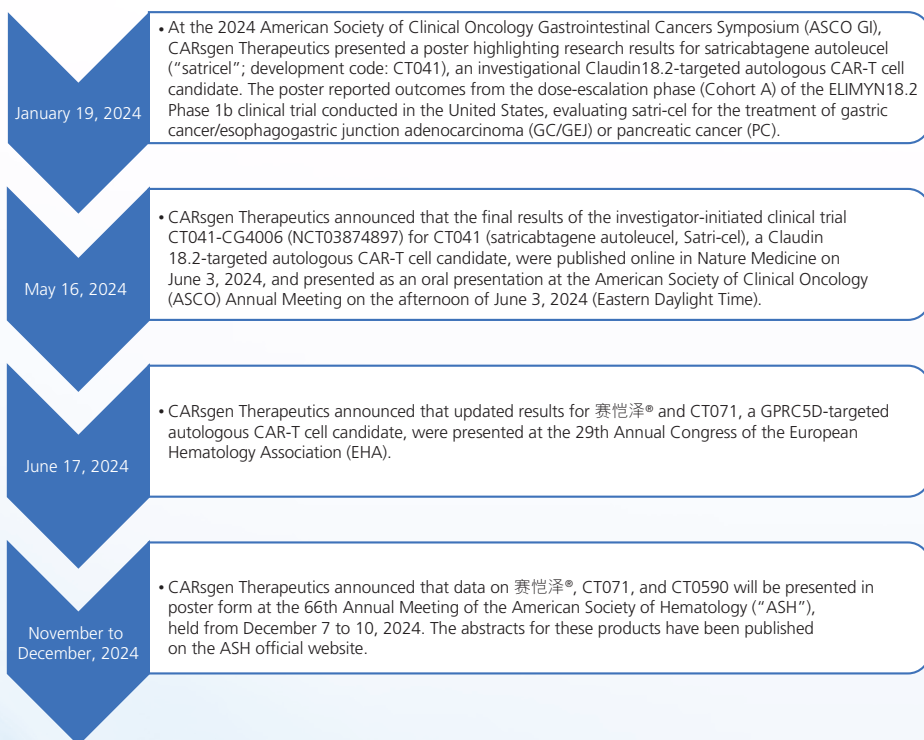 January 19, 2024
• At the 2024 American Society of Clinical Oncology Gastrointestinal Cancers Symposium (ASCO GI),
CARsgen Therapeutics presented a poster highlighting research results for satricabtagene autoleucel
(“satricel”; development code: CT041), an investigational Claudin18.2-targeted autologous CAR-T cell
candidate. The poster reported outcomes from the dose-escalation phase (Cohort A) of the ELIMYN18.2
Phase 1b clinical trial conducted in the United States, evaluating satri-cel for the treatment of gastric
cancer/esophagogastric junction adenocarcinoma (GC/GEJ) or pancreatic cancer (PC).
May 16, 2024
• CARsgen Therapeutics announced that the final results of the investigator-initiated clinical trial
CT041-CG4006 (NCT03874897) for CT041 (satricabtagene autoleucel, Satri-cel), a Claudin
18.2-targeted autologous CAR-T cell candidate, were published online in Nature Medicine on
June 3, 2024, and presented as an oral presentation at the American Society of Clinical Oncology
(ASCO) Annual Meeting on the afternoon of June 3, 2024 (Eastern Daylight Time).
June 17, 2024
• CARsgen Therapeutics announced that updated results for 赛恺泽® and CT071, a GPRC5D-targeted
autologous CAR-T cell candidate, were presented at the 29th Annual Congress of the European
Hematology Association (EHA).
November to
December, 2024
• CARsgen Therapeutics announced that data on 赛恺泽®, CT071, and CT0590 will be presented in
poster form at the 66th Annual Meeting of the American Society of Hematology (“ASH”),
held from December 7 to 10, 2024. The abstracts for these products have been published
on the ASH official website.